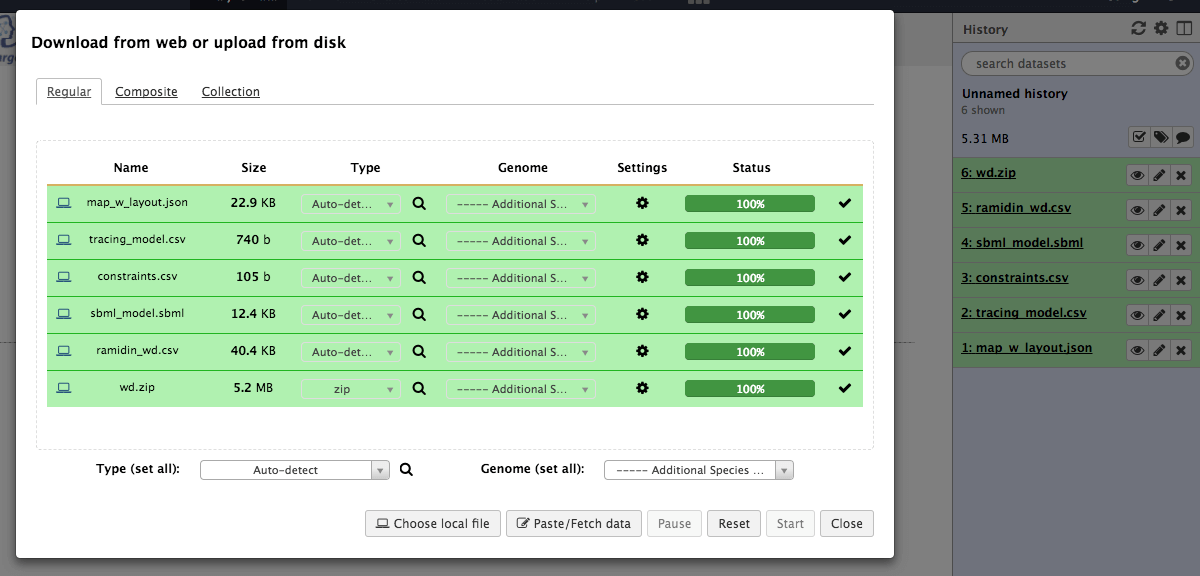 Download from web or upload from disk
Regular Composite Collection
Name Size Type Genome Settings Status
map_w_layout.json 22.9 KB Auto-det... ----- Additional S... 100%
tracing_model.csv 740 b Auto-det... ----- Additional S... 100%
constraints.csv 105 b Auto-det... ----- Additional S... 100%
sbml_model.sbml 12.4 KB Auto-det... ----- Additional S... 100%
ramidin_wd.csv 40.4 KB Auto-det... ----- Additional S... 100%
wd.zip 5.2 MB zip ----- Additional S... 100%
Type (set all): Auto-detect Genome (set all): ----- Additional Species ...
Choose local file Paste/Fetch data Pause Reset Start Close
History
search datasets
Unnamed history
6 shown
5.31 MB
6: wd.zip
5: ramidin_wd.csv
4: sbml_model.sbml
3: constraints.csv
2: tracing_model.csv
1: map_w_layout.json